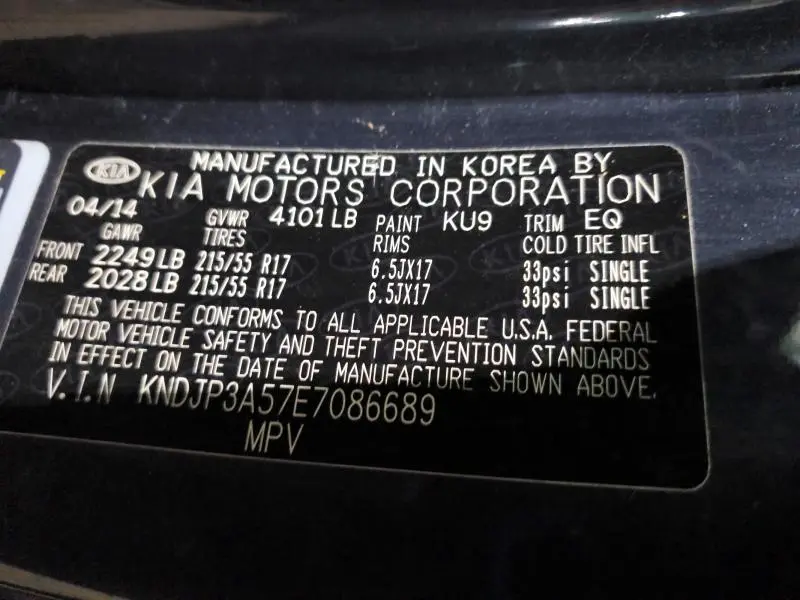 KIA MANUFACTURED IN KOREA BY
KIA MOTORS CORPORATION
04/14 GVWR 4101 LB PAINT KU9 TRIM EQ
GAWR TIRES RIMS COLD TIRE INFL
FRONT 2249 LB 215/55 R17 6.5JX17 33psi SINGLE
REAR 2028 LB 215/55 R17 6.5JX17 33psi SINGLE
THIS VEHICLE CONFORMS TO ALL APPLICABLE U.S.A. FEDERAL
MOTOR VEHICLE SAFETY AND THEFT PREVENTION STANDARDS
IN EFFECT ON THE DATE OF MANUFACTURE SHOWN ABOVE.
V.I.N KNDJP3A57E7086689
MPV